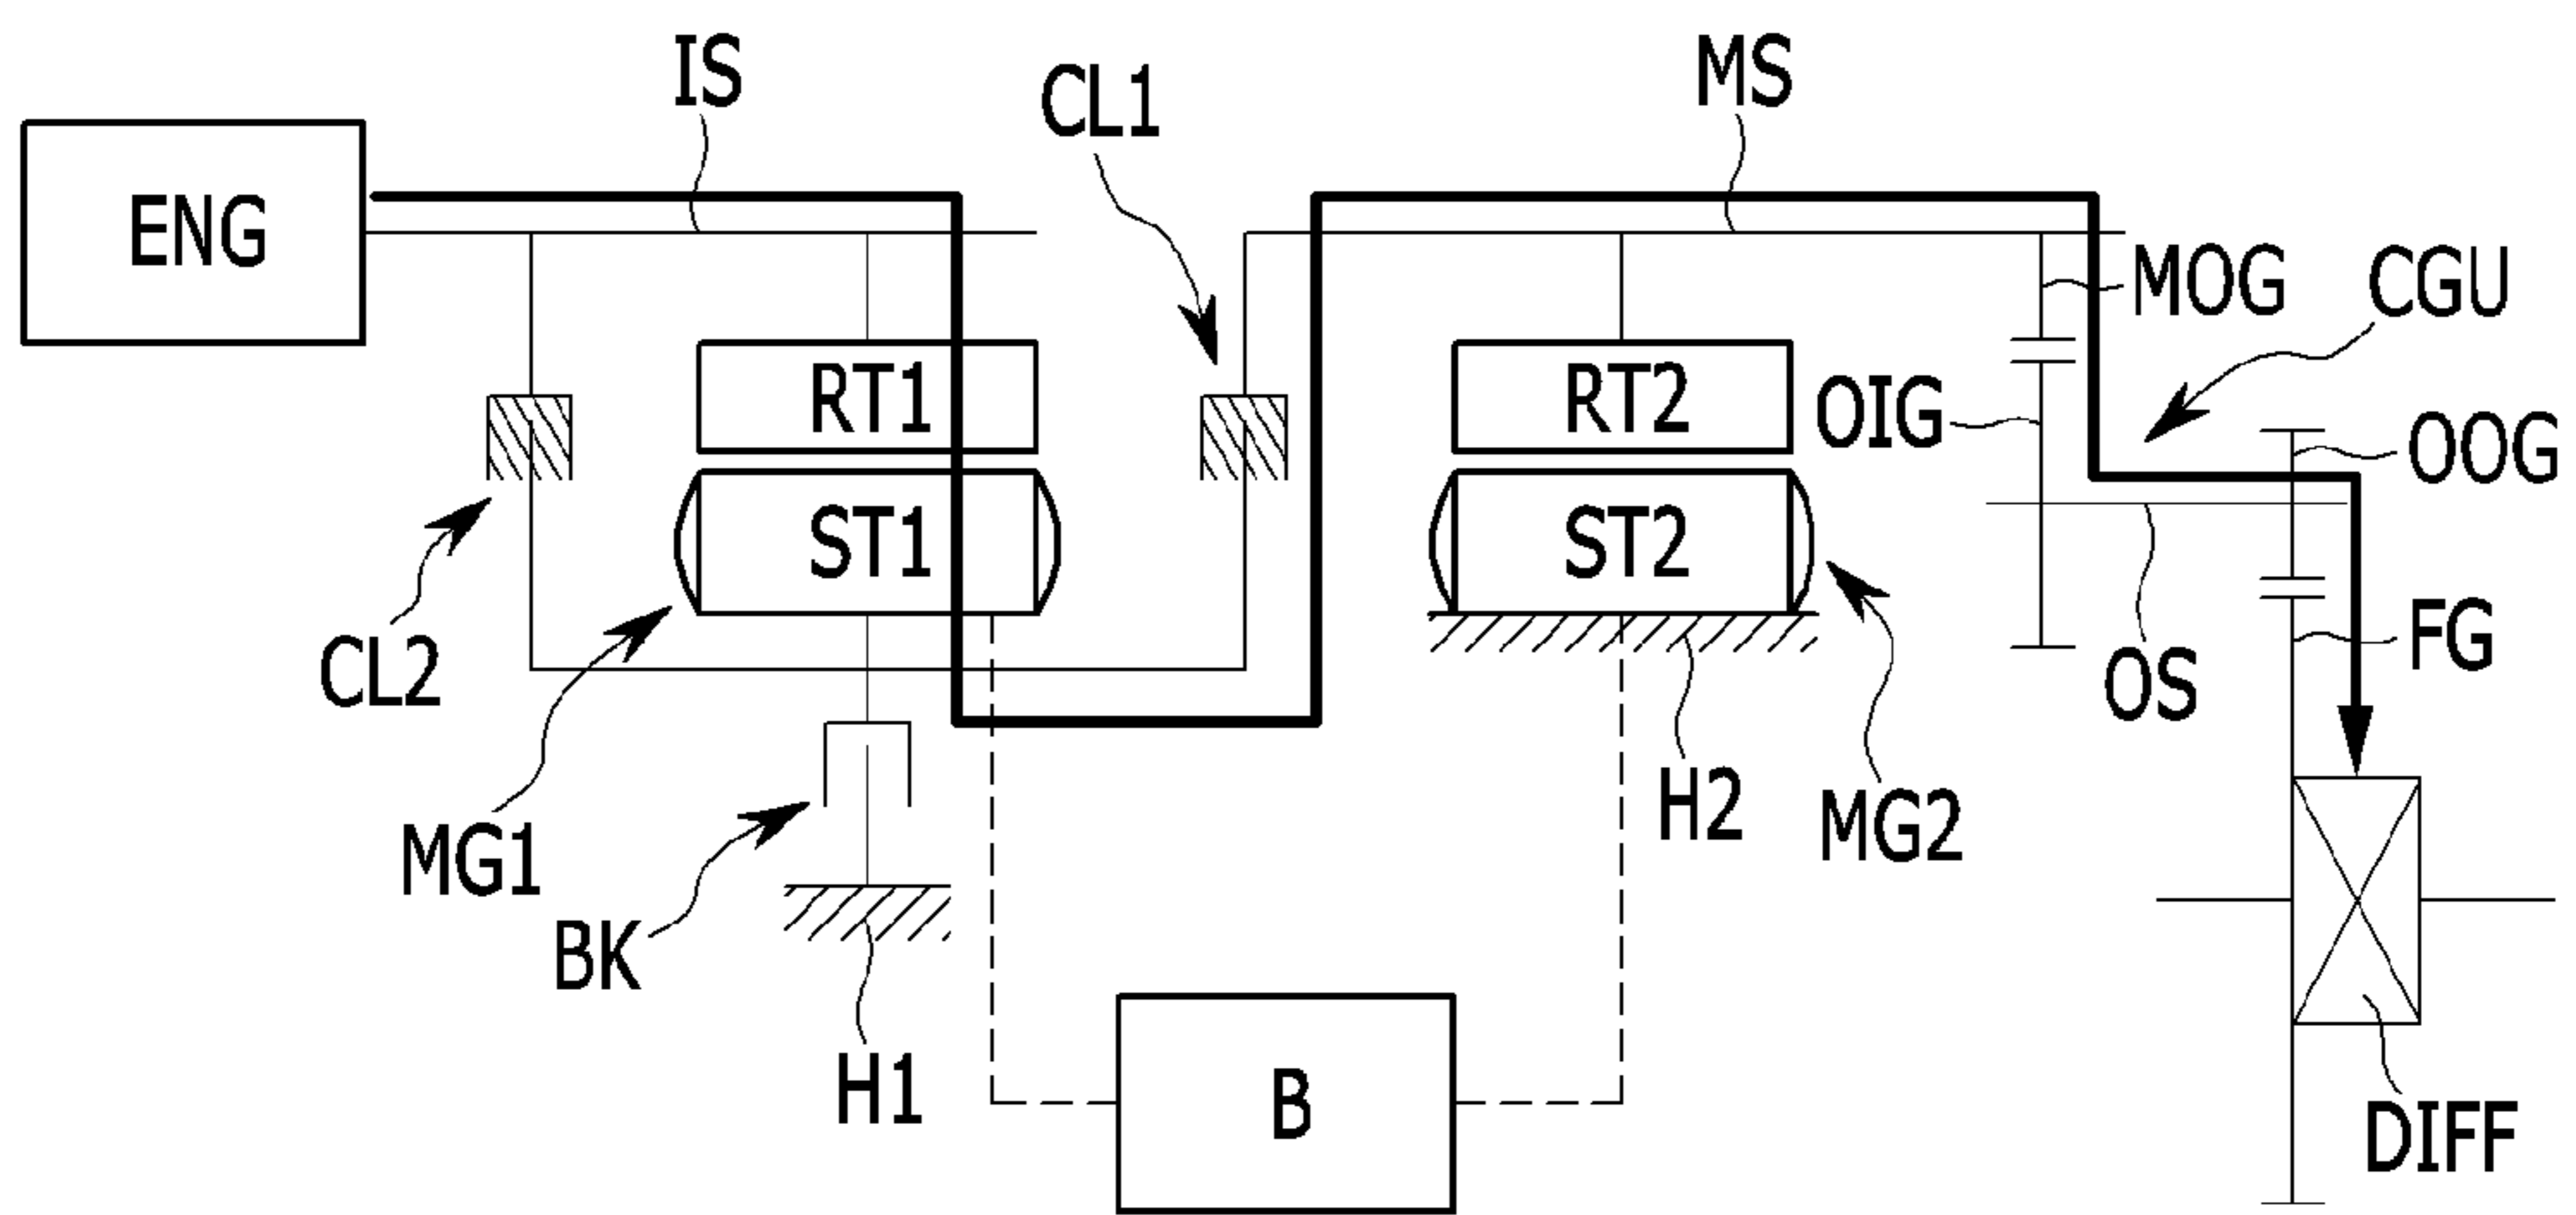 IS
MS
CL1
ENG
MOG
CGU
RT1
RT2
OIG
OOG
ST1
ST2
FG
CL2
OS
H2
MG1
MG2
BK
H1
B
DIFF